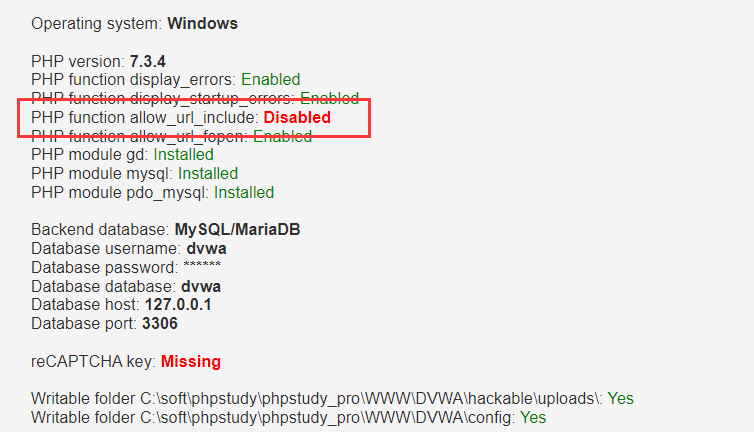 Operating system: Windows
PHP version: 7.3.4
PHP function display_errors: Enabled
PHP function display_startup_errors: Enabled
PHP function allow_url_include: Disabled
PHP function allow_url_fopen: Enabled
PHP module gd: Installed
PHP module mysql: Installed
PHP module pdo_mysql: Installed
Backend database: MySQL/MariaDB
Database username: dvwa
Database password: ******
Database database: dvwa
Database host: 127.0.0.1
Database port: 3306
reCAPTCHA key: Missing
Writable folder C:\soft\phpstudy\phpstudy_pro\WWW\DVWA\hackable\uploads\: Yes
Writable folder C:\soft\phpstudy\phpstudy_pro\WWW\DVWA\config: Yes